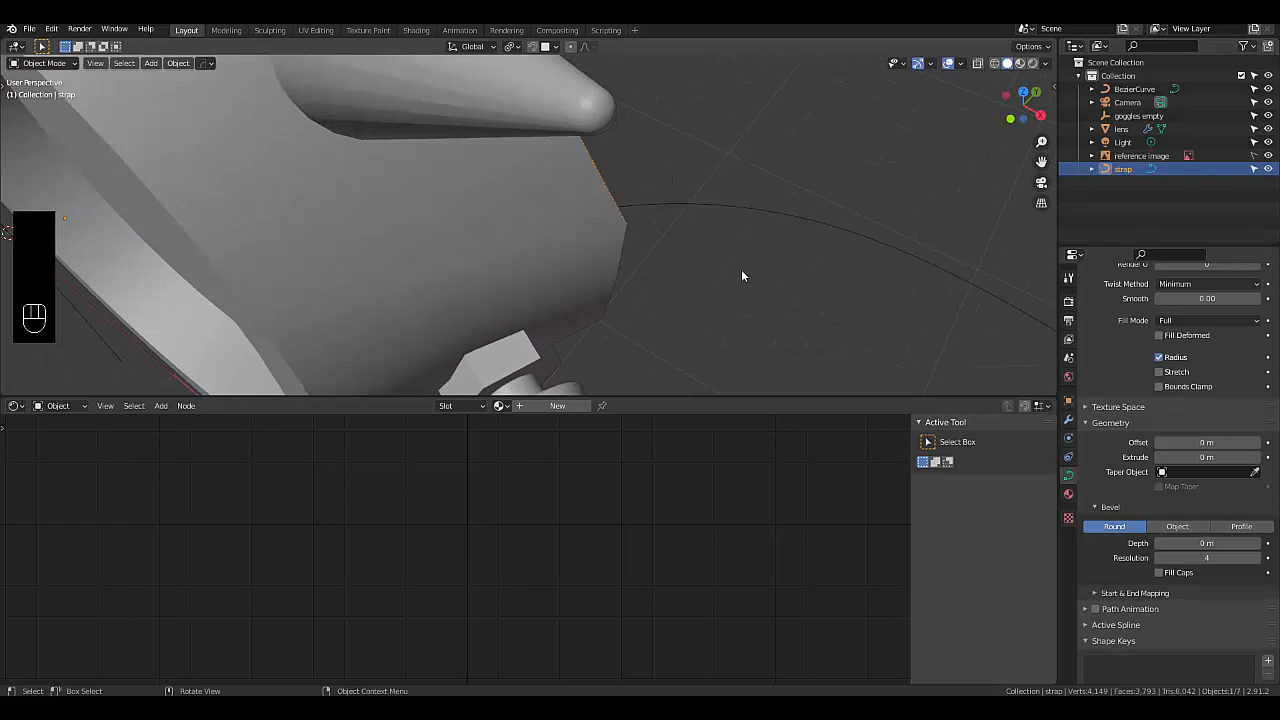 File Edit Render Window Help Layout Modeling Sculpting UV Editing Texture Paint Shading Animation Rendering Compositing Scripting + Scene View Layer
Global Options
Object Mode View Select Add Object
User Perspective
(1) Collection | strap
Scene Collection
Collection
BezierCurve
Camera
goggles empty
lens
Light
reference image
strap
Render U 0
Twist Method Minimum
Smooth 0.00
Fill Mode Full
Fill Deformed
Radius
Stretch
Bounds Clamp
Texture Space
Geometry
Offset 0 m
Extrude 0 m
Taper Object
Map Taper
Bevel
Round Object Profile
Depth 0 m
Resolution 4
Fill Caps
Start & End Mapping
Path Animation
Active Spline
Shape Keys
Object View Select Add Node Slot + New
Active Tool
Select Box
Select Box Select Rotate View Object Context Menu Collection | strap | Verts:4,149 | Faces:3,793 | Tris:8,042 | Objects:1/7 | 2.91.2